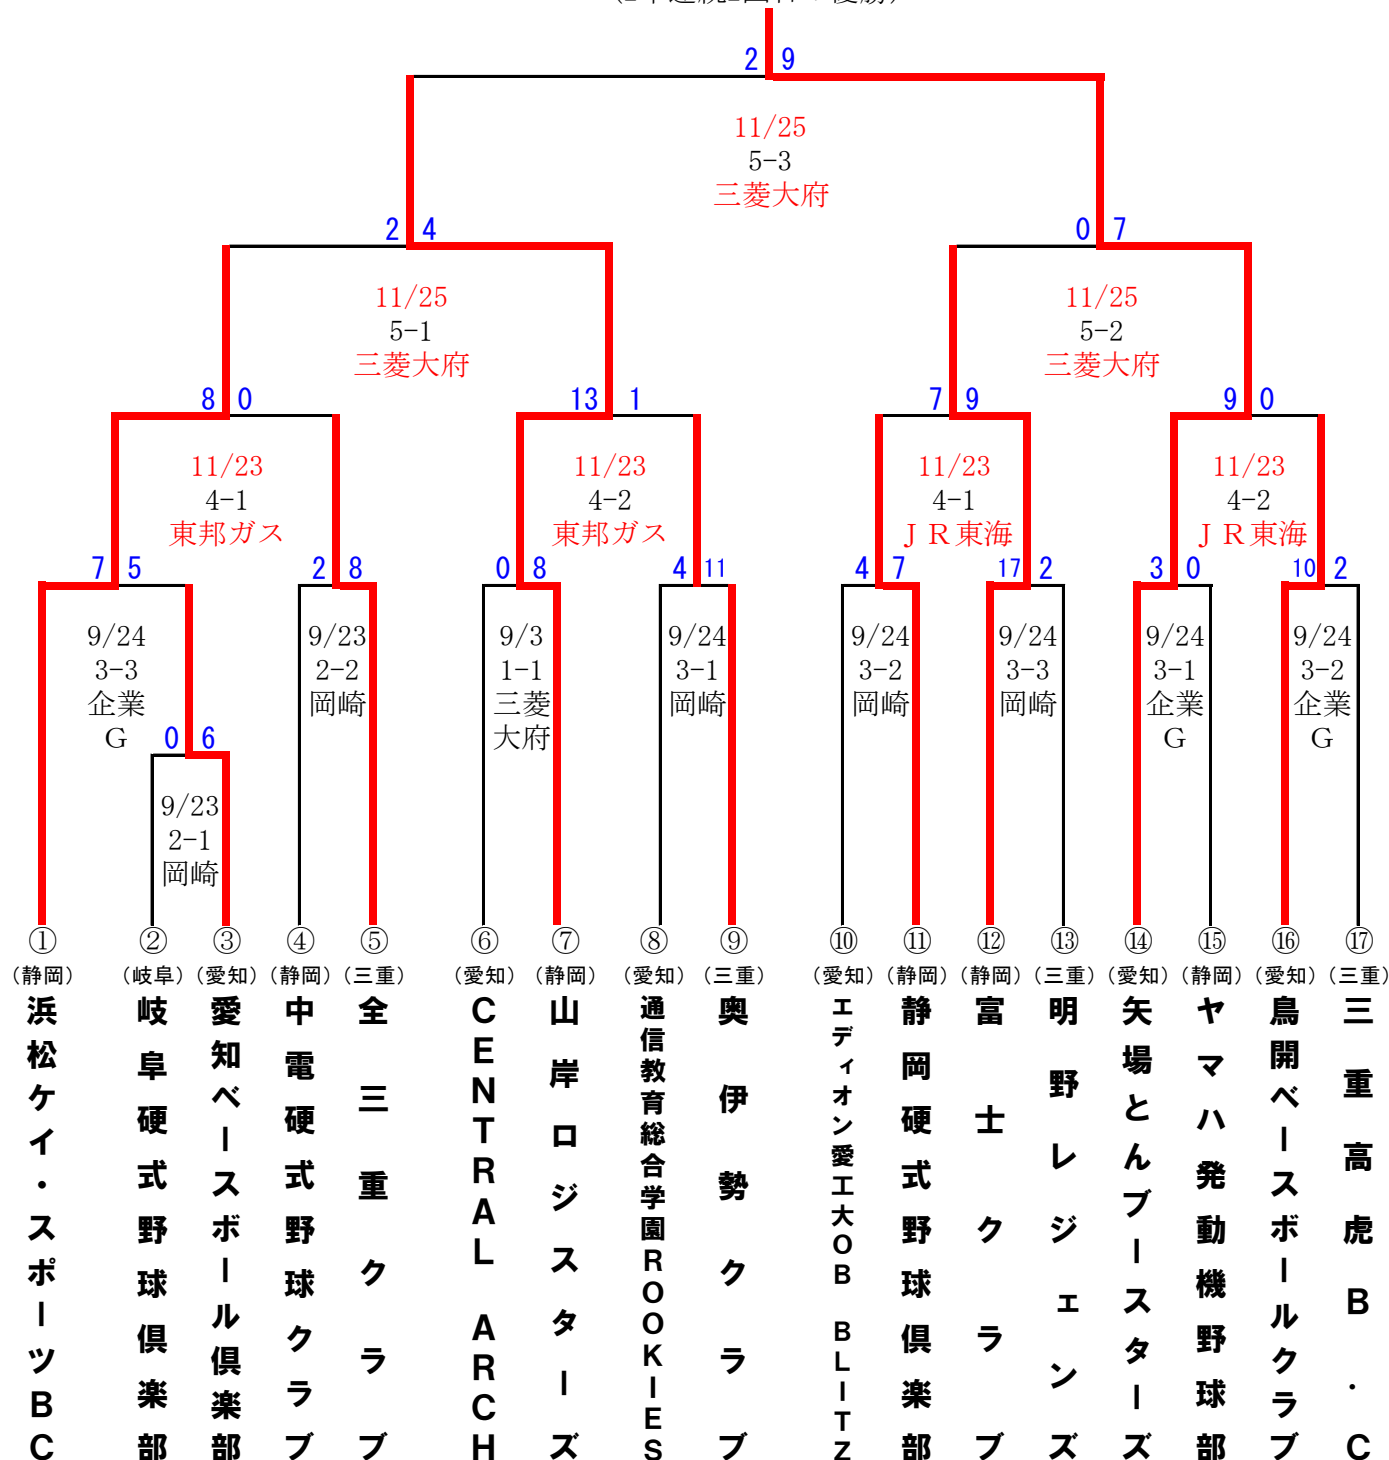 2 9
11/25
5-3
三菱大府
2 4
0 7
11/25
5-1
三菱大府
11/25
5-2
三菱大府
8 0
13 1
7 9
9 0
11/23
4-1
東邦ガス
11/23
4-2
東邦ガス
11/23
4-1
ＪＲ東海
11/23
4-2
ＪＲ東海
7 5
2 8
0 8
4 11
4 7
17 2
3 0
10 2
9/24
3-3
企業
G
9/23
2-2
岡崎
9/3
1-1
三菱
大府
9/24
3-1
岡崎
9/24
3-2
岡崎
9/24
3-3
岡崎
9/24
3-1
企業
G
9/24
3-2
企業
G
0 6
9/23
2-1
岡崎
①
（静岡）
浜松ケイ・スポーツBC
②
（岐阜）
岐阜硬式野球倶楽部
③
（愛知）
愛知ベースボール倶楽部
④
（静岡）
中電硬式野球クラブ
⑤
（三重）
全三重クラブ
⑥
（愛知）
CENTRAL ARCH
⑦
（静岡）
山岸ロジスターズ
⑧
（愛知）
通信教育総合学園ROOKIES
⑨
（三重）
奥伊勢クラブ
⑩
（愛知）
エディオン愛工大OB BLITZ
⑪
（静岡）
静岡硬式野球倶楽部
⑫
（静岡）
富士クラブ
⑬
（三重）
明野レジェンズ
⑭
（愛知）
矢場とんブースターズ
⑮
（静岡）
ヤマハ発動機野球部
⑯
（愛知）
鳥開ベースボールクラブ
⑰
（三重）
三重高虎B．C